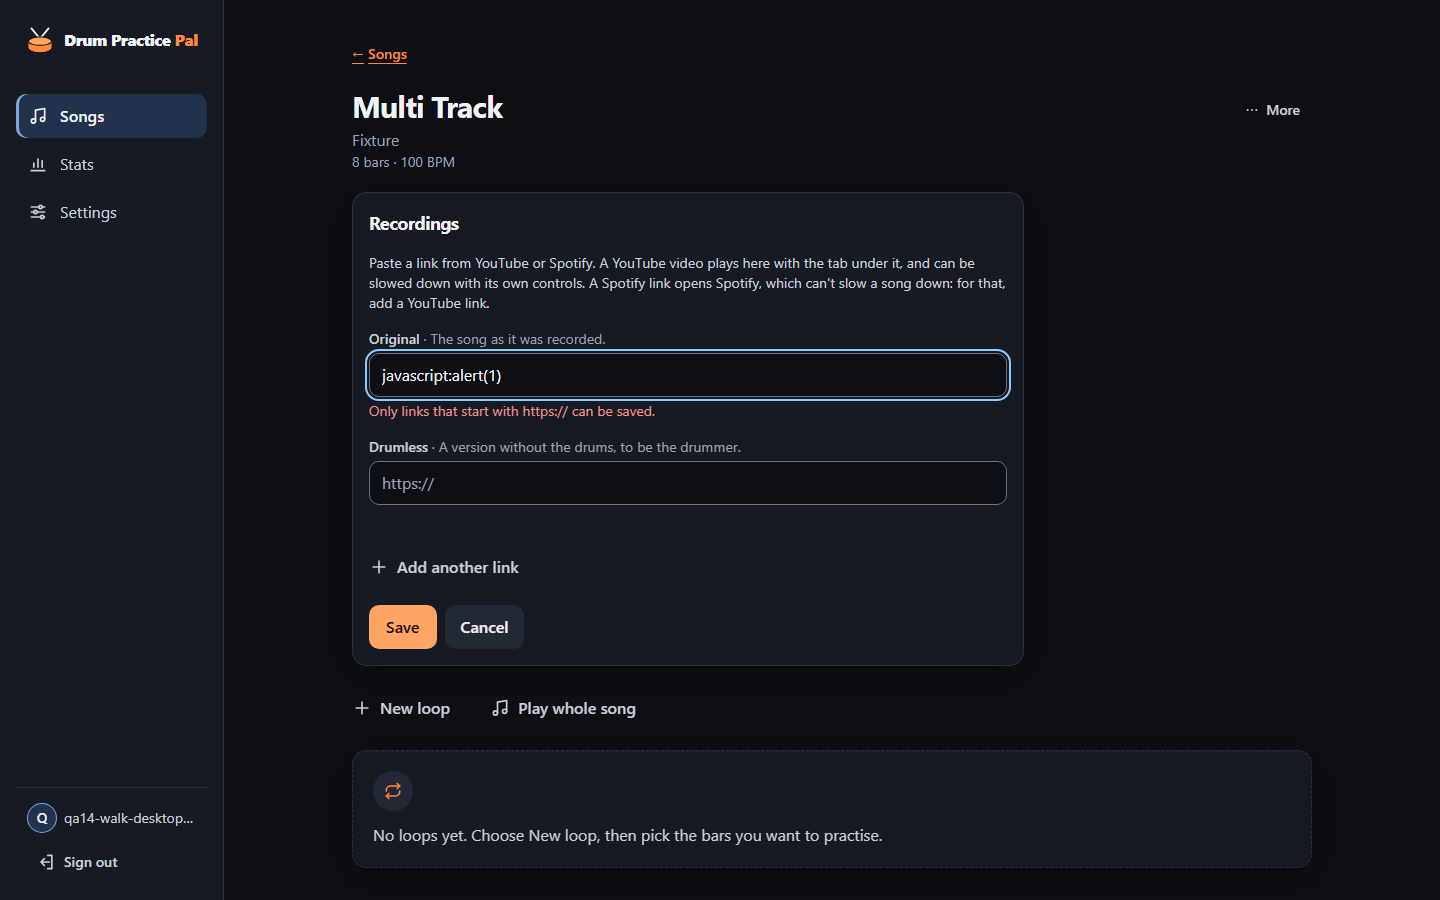 Drum Practice Pal
Songs
Stats
Settings
qa14-walk-desktop...
Q
Sign out
← Songs
Multi Track
Fixture
8 bars · 100 BPM
··· More
Recordings
Paste a link from YouTube or Spotify. A YouTube video plays here with the tab under it, and can
be slowed down with its own controls. A Spotify link opens Spotify, which can't slow a song down: for that,
add a YouTube link.
Original · The song as it was recorded.
javascript:alert(1)
Only links that start with https:// can be saved.
Drumless · A version without the drums, to be the drummer.
https://
Add another link
Save
Cancel
New loop
Play whole song
No loops yet. Choose New loop, then pick the bars you want to practise.